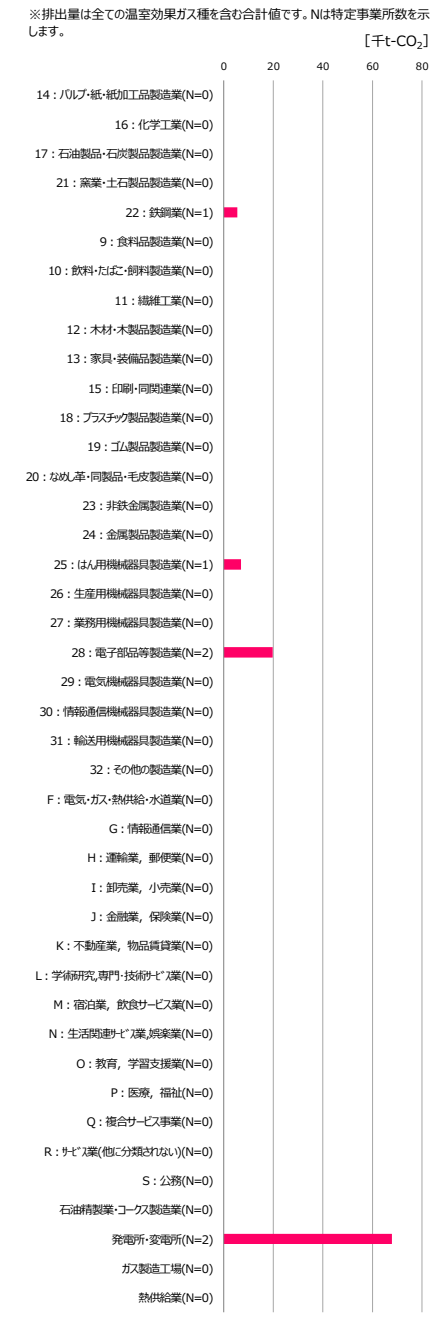 ※排出量は全ての温室効果ガス種を含む合計値です。Nは特定事業所数を示
します。
[千t-CO₂]
0 20 40 60 80
14：パルプ・紙・紙加工品製造業(N=0)
16：化学工業(N=0)
17：石油製品・石炭製品製造業(N=0)
21：窯業・土石製品製造業(N=0)
22：鉄鋼業(N=1)
9：食料品製造業(N=0)
10：飲料・たばこ・飼料製造業(N=0)
11：繊維工業(N=0)
12：木材・木製品製造業(N=0)
13：家具・装備品製造業(N=0)
15：印刷・同関連業(N=0)
18：プラスチック製品製造業(N=0)
19：ゴム製品製造業(N=0)
20：なめし革・同製品・毛皮製造業(N=0)
23：非鉄金属製造業(N=0)
24：金属製品製造業(N=0)
25：はん用機械器具製造業(N=1)
26：生産用機械器具製造業(N=0)
27：業務用機械器具製造業(N=0)
28：電子部品等製造業(N=2)
29：電気機械器具製造業(N=0)
30：情報通信機械器具製造業(N=0)
31：輸送用機械器具製造業(N=0)
32：その他の製造業(N=0)
F：電気・ガス・熱供給・水道業(N=0)
G：情報通信業(N=0)
H：運輸業，郵便業(N=0)
I：卸売業，小売業(N=0)
J：金融業，保険業(N=0)
K：不動産業，物品賃貸業(N=0)
L：学術研究,専門・技術ｻｰﾋﾞｽ業(N=0)
M：宿泊業，飲食サービス業(N=0)
N：生活関連ｻｰﾋﾞｽ業,娯楽業(N=0)
O：教育，学習支援業(N=0)
P：医療，福祉(N=0)
Q：複合サービス事業(N=0)
R：ｻｰﾋﾞｽ業(他に分類されない)(N=0)
S：公務(N=0)
石油精製業・コークス製造業(N=0)
発電所・変電所(N=2)
ガス製造工場(N=0)
熱供給業(N=0)